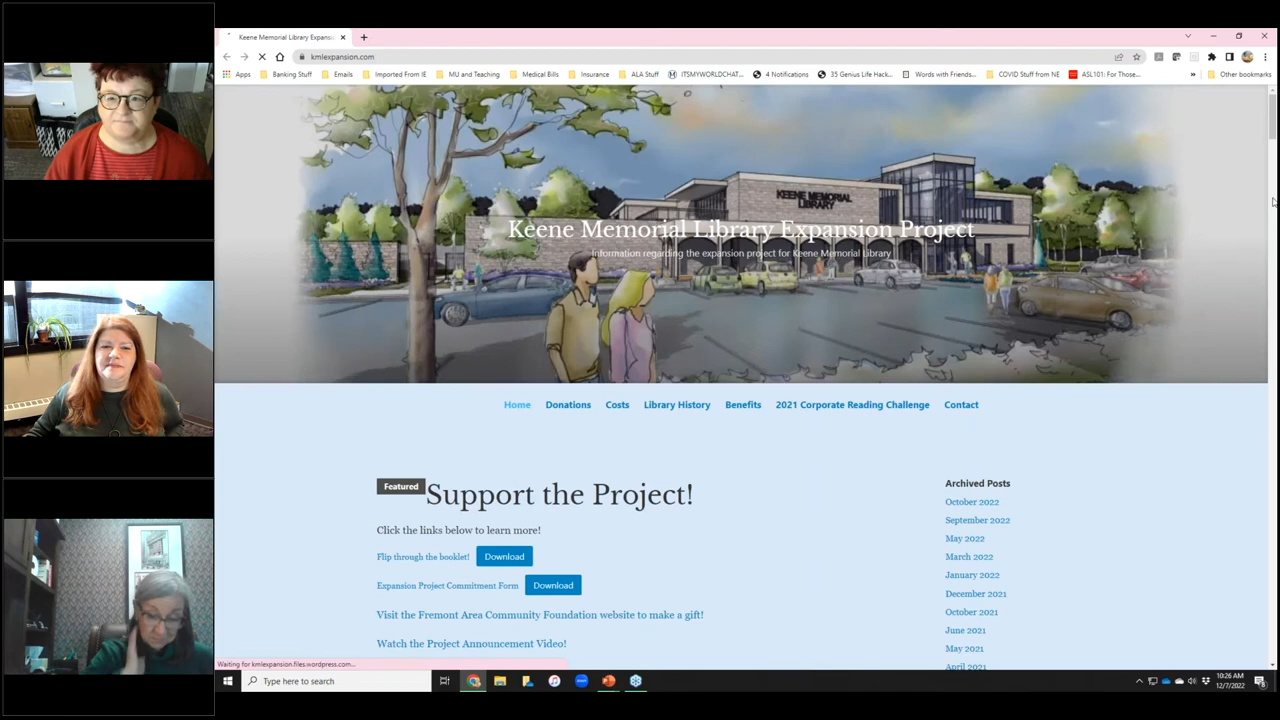 Keene Memorial Library Expansi
kmlexpansion.com
Apps Banking Stuff Emails Imported From IE MU and Teaching Medical Bills Insurance ALA Stuff ITSMYWORLDCHAT... 4 Notifications 35 Genius Life Hack... Words with Friends... COVID Stuff from NE ASL101: For Those... » Other bookmarks
KEENE MEMORIAL
LIBRARY
Keene Memorial Library Expansion Project
Information regarding the expansion project for Keene Memorial Library
Home Donations Costs Library History Benefits 2021 Corporate Reading Challenge Contact
Featured Support the Project!
Click the links below to learn more!
Flip through the booklet! Download
Expansion Project Commitment Form Download
Visit the Fremont Area Community Foundation website to make a gift!
Watch the Project Announcement Video!
Archived Posts
October 2022
September 2022
May 2022
March 2022
January 2022
December 2021
October 2021
June 2021
May 2021
April 2021
Waiting for kmlexpansion.files.wordpress.com...
Type here to search
zoom
10:26 AM
12/7/2022